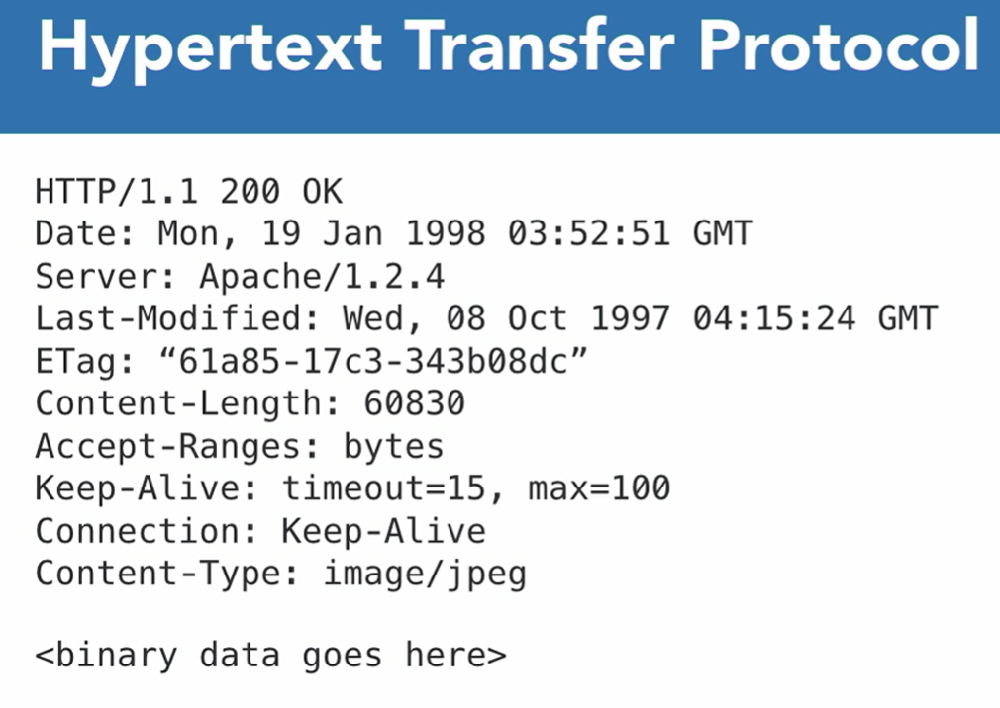 Hypertext Transfer Protocol
HTTP/1.1 200 OK
Date: Mon, 19 Jan 1998 03:52:51 GMT
Server: Apache/1.2.4
Last-Modified: Wed, 08 Oct 1997 04:15:24 GMT
ETag: “61a85-17c3-343b08dc”
Content-Length: 60830
Accept-Ranges: bytes
Keep-Alive: timeout=15, max=100
Connection: Keep-Alive
Content-Type: image/jpeg
<binary data goes here>